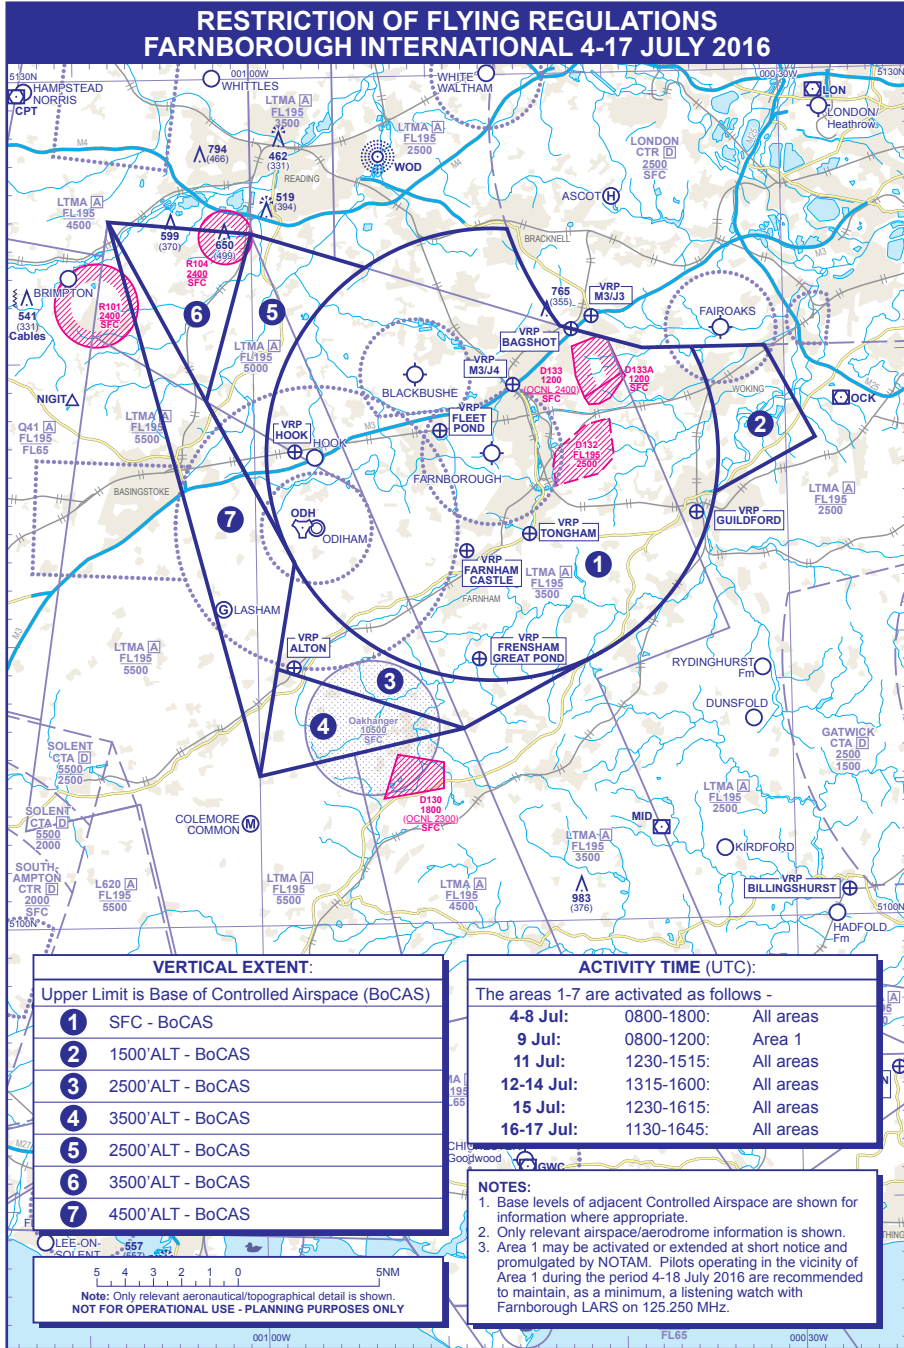 RESTRICTION OF FLYING REGULATIONS
FARNBOROUGH INTERNATIONAL 4-17 JULY 2016
5130N
001 00W
000 30W
5130N
HAMPSTEAD
NORRIS
CPT
WHITTLES
WHITE
WALTHAM
LON
LONDON/
Heathrow
LTMA A
FL195
3500
794
(466)
462
(331)
LTMA A
FL195
2500
WOD
M4
M4
M25
LONDON
CTR D
2500
SFC
READING
519
(394)
ASCOT H
LTMA A
FL195
4500
599
(370)
650
(499)
R104
2400
SFC
BRACKNELL
M3
BRIMPTON
541
(331)
Cables
R101
2400
SFC
6
5
765
(355)
VRP
M3/J3
VRP
BAGSHOT
FAIROAKS
LTMA A
FL195
5000
VRP
M3/J4
BLACKBUSHE
D133
1200
(OCNL 2400)
SFC
D133A
1200
SFC
WOKING
M25
OCK
NIGIT
LTMA A
FL195
5500
Q41 A
FL195
FL65
VRP
HOOK
HOOK
M3
VRP
FLEET
POND
2
D132
FL195
2500
FARNBOROUGH
BASINGSTOKE
LTMA A
FL195
2500
7
ODH
ODIHAM
VRP
GUILDFORD
VRP
TONGHAM
VRP
FARNHAM
CASTLE
1
LTMA A
FL195
3500
FARNHAM
G LASHAM
M3
VRP
ALTON
VRP
FRENSHAM
GREAT POND
LTMA A
FL195
5500
RYDINGHURST
Fm
3
4
Oakhanger
10500
SFC
DUNSFOLD
SOLENT
CTA D
5500
2500
GATWICK
CTA D
2500
1500
D130
1800
(OCNL 2300)
SFC
LTMA A
FL195
2500
SOLENT
CTA D
5500
2000
COLEMORE
COMMON M
MID
LTMA A
FL195
3500
KIRDFORD
SOUTH-
AMPTON
CTR D
2000
SFC
L620 A
FL195
5500
LTMA A
FL195
5500
LTMA A
FL195
4500
983
(376)
VRP
BILLINGSHURST
5100N
5100N
HADFOLD
Fm
VERTICAL EXTENT:
Upper Limit is Base of Controlled Airspace (BoCAS)
1 SFC - BoCAS
2 1500'ALT - BoCAS
3 2500'ALT - BoCAS
4 3500'ALT - BoCAS
5 2500'ALT - BoCAS
6 3500'ALT - BoCAS
7 4500'ALT - BoCAS
ACTIVITY TIME (UTC):
The areas 1-7 are activated as follows -
4-8 Jul: 0800-1800: All areas
9 Jul: 0800-1200: Area 1
11 Jul: 1230-1515: All areas
12-14 Jul: 1315-1600: All areas
15 Jul: 1230-1615: All areas
16-17 Jul: 1130-1645: All areas
M27
Goodwood
GWC
NOTES:
1. Base levels of adjacent Controlled Airspace are shown for
information where appropriate.
2. Only relevant airspace/aerodrome information is shown.
3. Area 1 may be activated or extended at short notice and
promulgated by NOTAM. Pilots operating in the vicinity of
Area 1 during the period 4-18 July 2016 are recommended
to maintain, as a minimum, a listening watch with
Farnborough LARS on 125.250 MHz.
LEE-ON-
SOLENT
557
5 4 3 2 1 0 5NM
Note: Only relevant aeronautical/topographical detail is shown.
NOT FOR OPERATIONAL USE - PLANNING PURPOSES ONLY
FL65
001 00W
000 30W